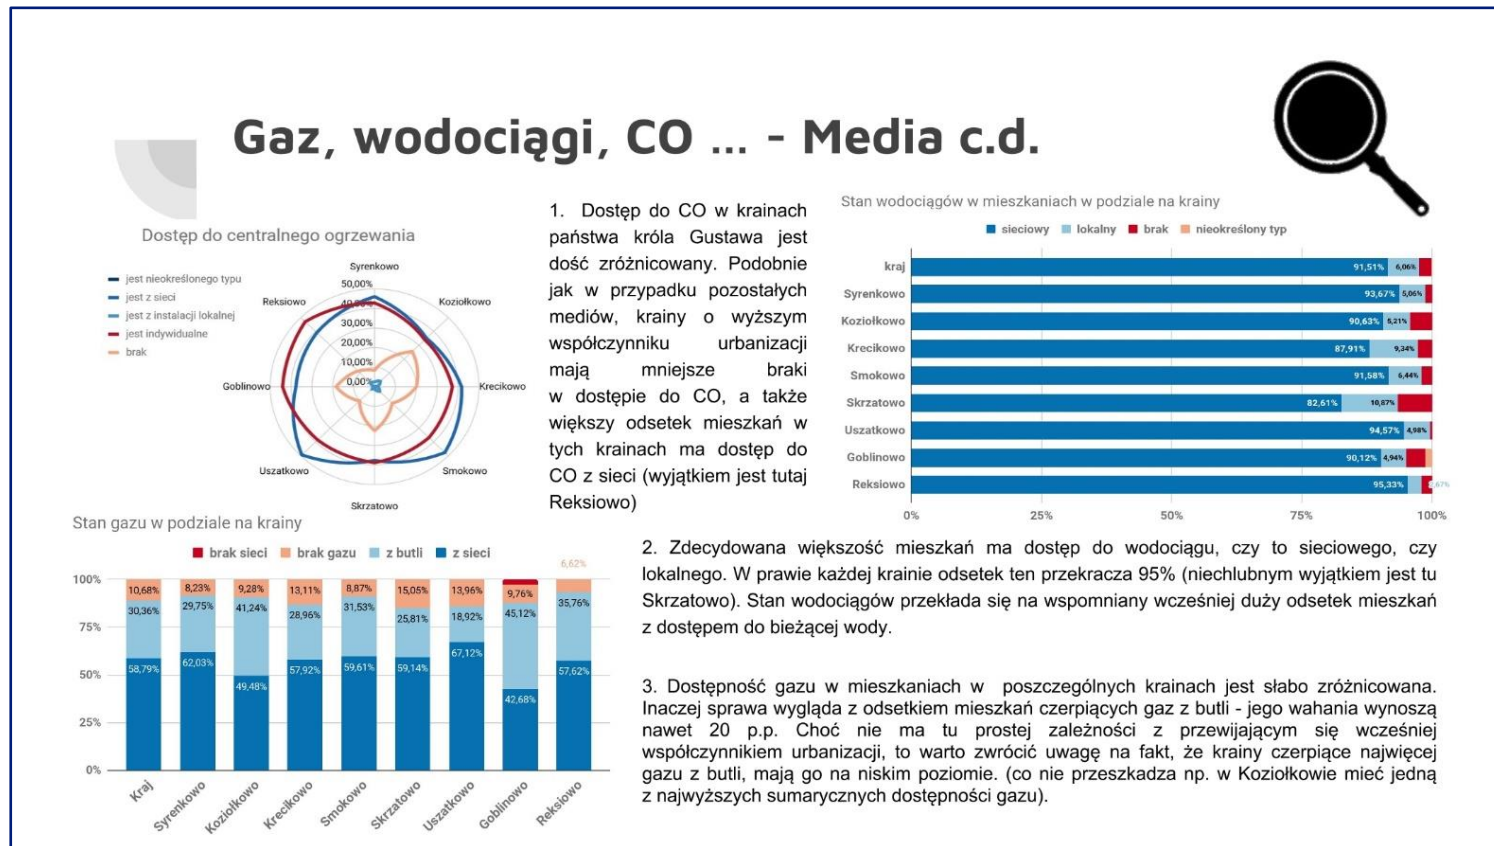 Gaz, wodociągi, CO ... - Media c.d.
Dostęp do centralnego ogrzewania
jest nieokreślonego typu
jest z sieci
jest z instalacji lokalnej
jest indywidualne
brak
Syrenkowo
Koziołkowo
Krecikowo
Smokowo
Skrzatowo
Uszatkowo
Goblinowo
Reksiowo
50,00%
40,00%
30,00%
20,00%
10,00%
0,00%
1. Dostęp do CO w krainach
państwa króla Gustawa jest
dość zróżnicowany. Podobnie
jak w przypadku pozostałych
mediów, krainy o wyższym
współczynniku urbanizacji
mają mniejsze braki
w dostępie do CO, a także
większy odsetek mieszkań w
tych krainach ma dostęp do
CO z sieci (wyjątkiem jest tutaj
Reksiowo)
Stan wodociągów w mieszkaniach w podziale na krainy
sieciowy lokalny brak nieokreślony typ
kraj 91,51% 6,06%
Syrenkowo 93,67% 5,06%
Koziołkowo 90,63% 5,21%
Krecikowo 87,91% 9,34%
Smokowo 91,58% 6,44%
Skrzatowo 82,61% 10,87%
Uszatkowo 94,57% 4,98%
Goblinowo 90,12% 4,94%
Reksiowo 95,33%
0% 25% 50% 75% 100%
Stan gazu w podziale na krainy
brak sieci brak gazu z butli z sieci
6,62%
100%
75%
50%
25%
0%
10,68% 8,23% 9,28% 13,11% 8,87% 15,05% 13,96% 9,76%
30,36% 29,75% 41,24% 28,96% 31,53% 25,81% 18,92% 45,12% 35,76%
58,79% 62,03% 49,48% 57,92% 59,61% 59,14% 67,12% 42,68% 57,62%
Kraj Syrenkowo Koziołkowo Krecikowo Smokowo Skrzatowo Uszatkowo Goblinowo Reksiowo
2. Zdecydowana większość mieszkań ma dostęp do wodociągu, czy to sieciowego, czy
lokalnego. W prawie każdej krainie odsetek ten przekracza 95% (niechlubnym wyjątkiem jest tu
Skrzatowo). Stan wodociągów przekłada się na wspomniany wcześniej duży odsetek mieszkań
z dostępem do bieżącej wody.
3. Dostępność gazu w mieszkaniach w poszczególnych krainach jest słabo zróżnicowana.
Inaczej sprawa wygląda z odsetkiem mieszkań czerpiących gaz z butli - jego wahania wynoszą
nawet 20 p.p. Choć nie ma tu prostej zależności z przewijającym się wcześniej
współczynnikiem urbanizacji, to warto zwrócić uwagę na fakt, że krainy czerpiące najwięcej
gazu z butli, mają go na niskim poziomie. (co nie przeszkadza np. w Koziołkowie mieć jedną
z najwyższych sumarycznych dostępności gazu).